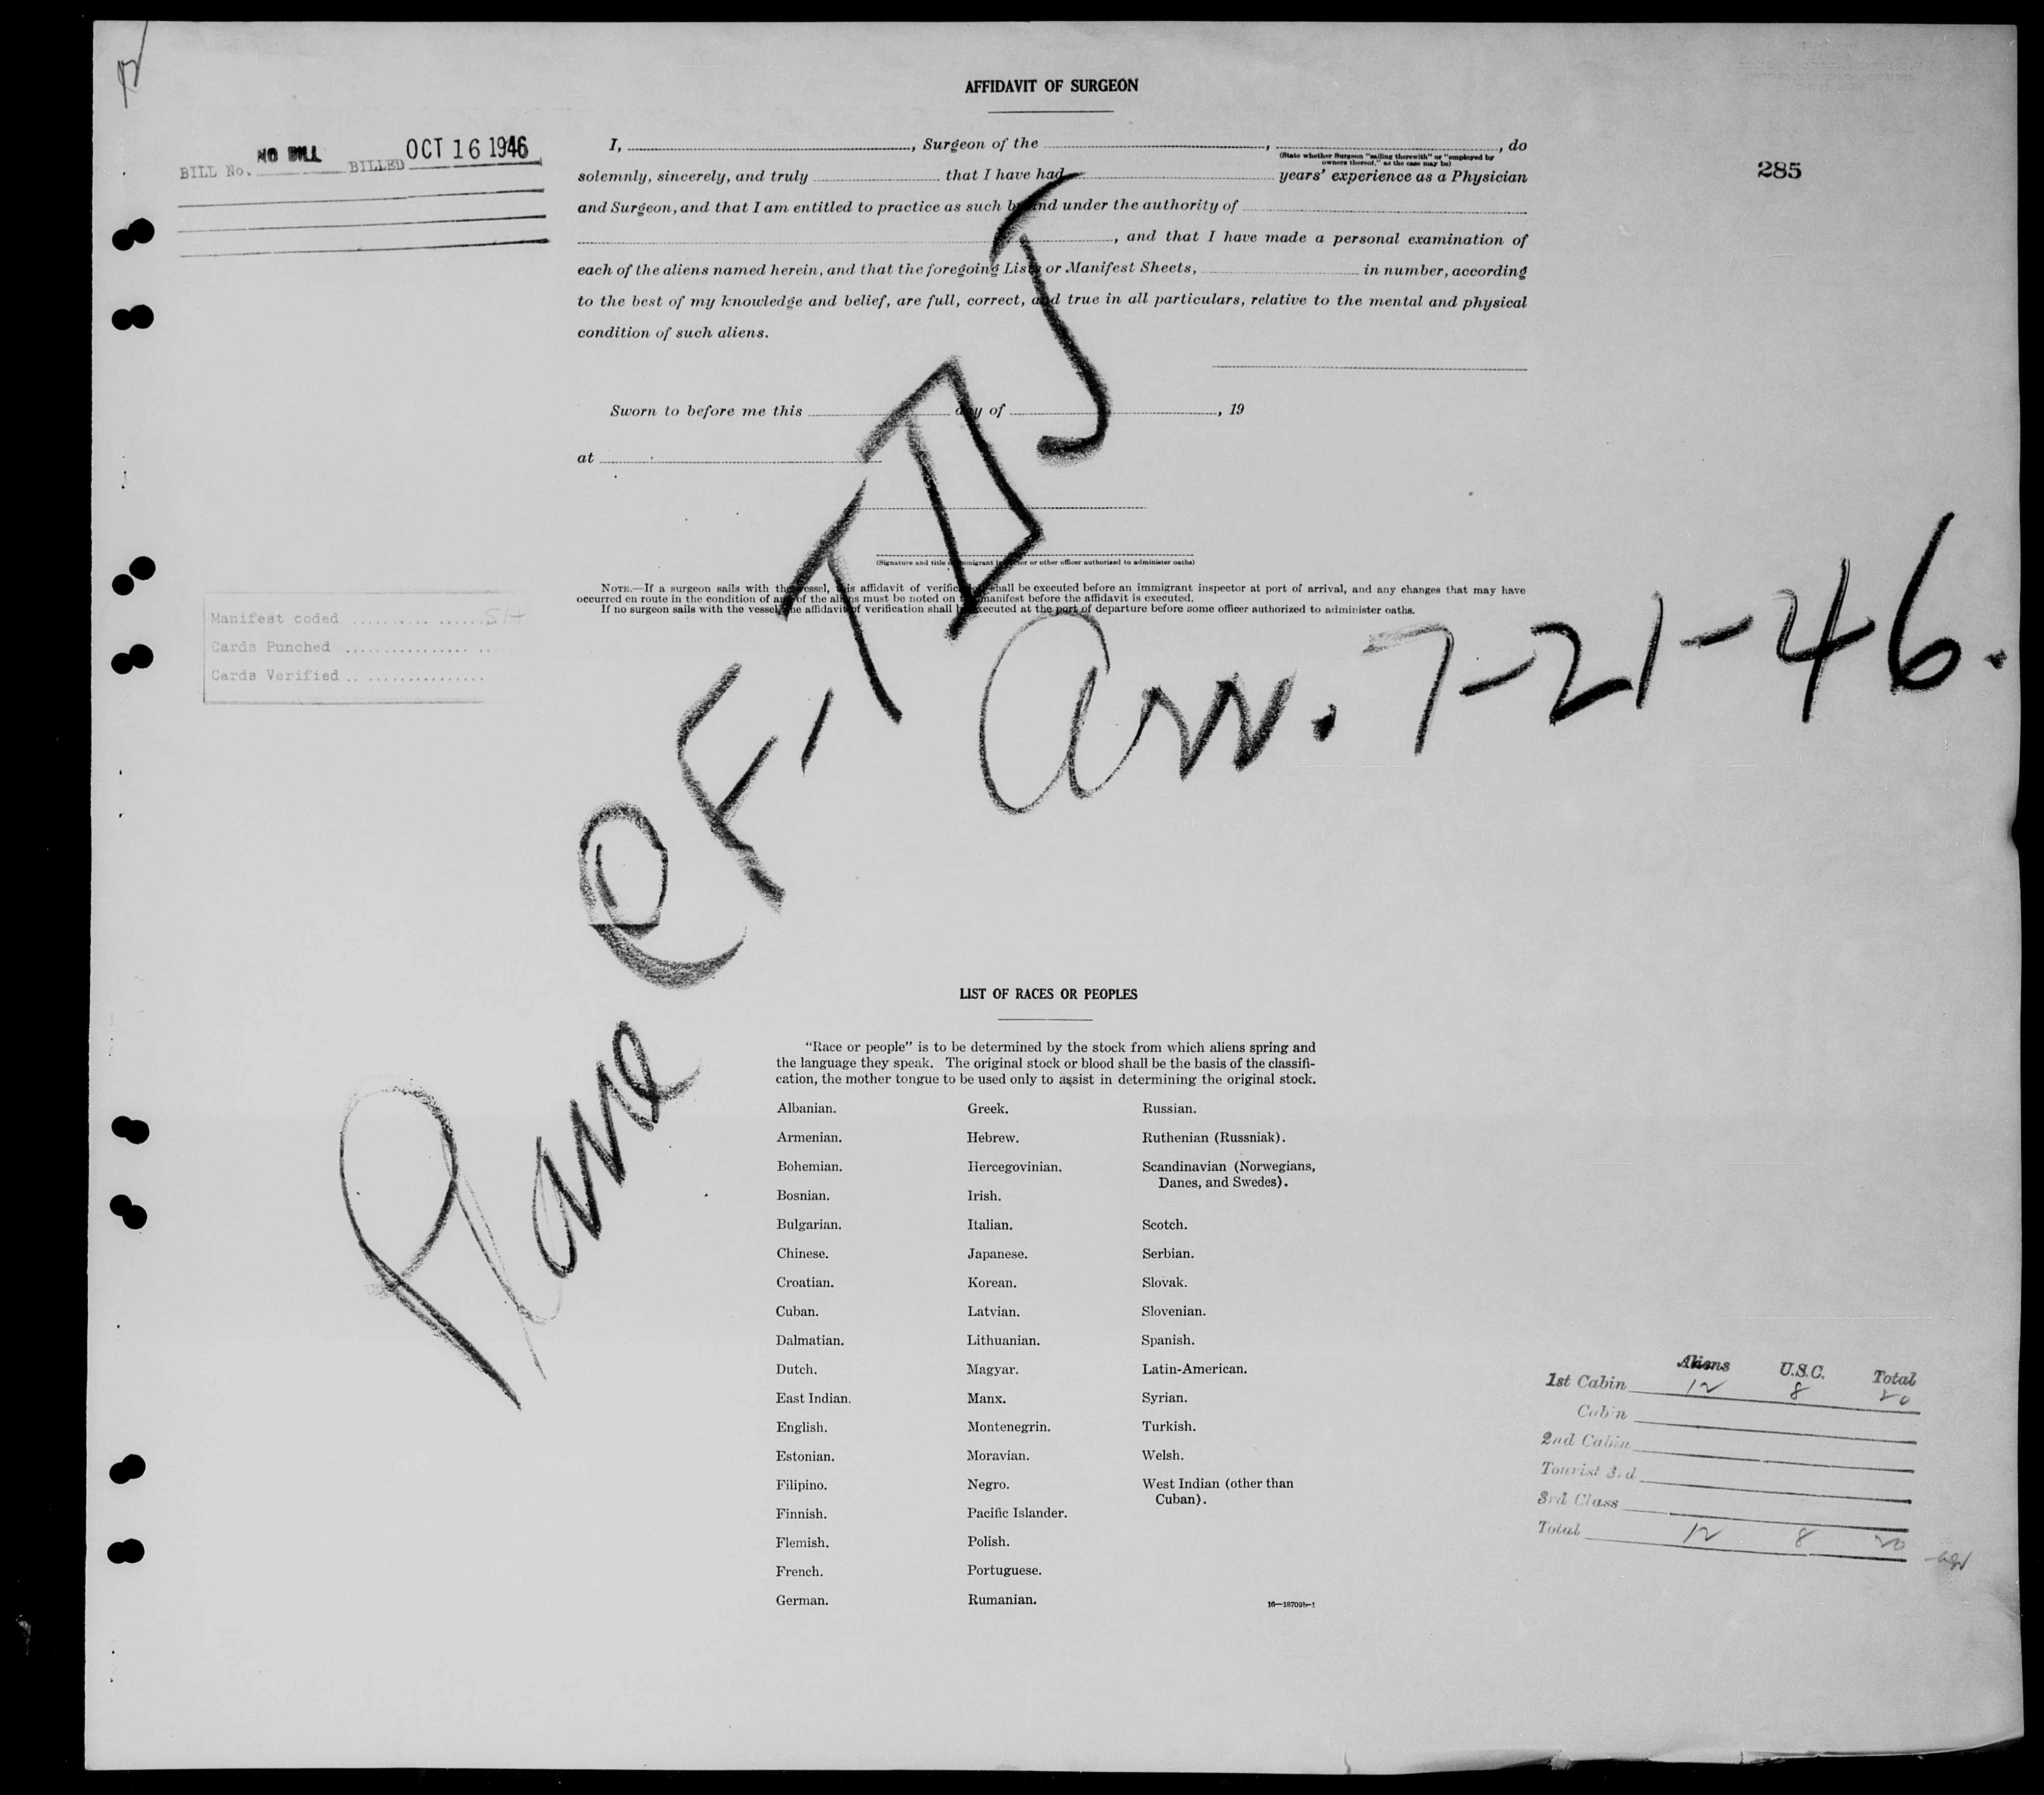 AFFIDAVIT OF SURGEON
BILL No. NO BILL BILLED OCT 16 1946
285
I, , Surgeon of the , , do
(State whether Surgeon "sailing therewith" or "employed by
owners thereof," as the case may be)
solemnly, sincerely, and truly that I have had years' experience as a Physician
and Surgeon, and that I am entitled to practice as such by and under the authority of
, and that I have made a personal examination of
each of the aliens named herein, and that the foregoing Lists or Manifest Sheets, in number, according
to the best of my knowledge and belief, are full, correct, and true in all particulars, relative to the mental and physical
condition of such aliens.
Sworn to before me this day of , 19
at
(Signature and title of immigrant inspector or other officer authorized to administer oaths)
NOTE.—If a surgeon sails with the vessel, this affidavit of verification shall be executed before an immigrant inspector at port of arrival, and any changes that may have
occurred en route in the condition of any of the aliens must be noted on the manifest before the affidavit is executed.
If no surgeon sails with the vessel, the affidavit of verification shall be executed at the port of departure before some officer authorized to administer oaths.
Manifest coded
Cards Punched
Cards Verified
Plane CF-TDJ
arr. 7-21-46.
LIST OF RACES OR PEOPLES
"Race or people" is to be determined by the stock from which aliens spring and
the language they speak. The original stock or blood shall be the basis of the classifi-
cation, the mother tongue to be used only to assist in determining the original stock.
Albanian.
Armenian.
Bohemian.
Bosnian.
Bulgarian.
Chinese.
Croatian.
Cuban.
Dalmatian.
Dutch.
East Indian.
English.
Estonian.
Filipino.
Finnish.
Flemish.
French.
German.
Greek.
Hebrew.
Hercegovinian.
Irish.
Italian.
Japanese.
Korean.
Latvian.
Lithuanian.
Magyar.
Manx.
Montenegrin.
Moravian.
Negro.
Pacific Islander.
Polish.
Portuguese.
Rumanian.
Russian.
Ruthenian (Russniak).
Scandinavian (Norwegians,
Danes, and Swedes).
Scotch.
Serbian.
Slovak.
Slovenian.
Spanish.
Latin-American.
Syrian.
Turkish.
Welsh.
West Indian (other than
Cuban).
16—18709b-1
Aliens U.S.C. Total
1st Cabin 12 8 20
Cabin
2nd Cabin
Tourist 3rd
3rd Class
Total 12 8 20